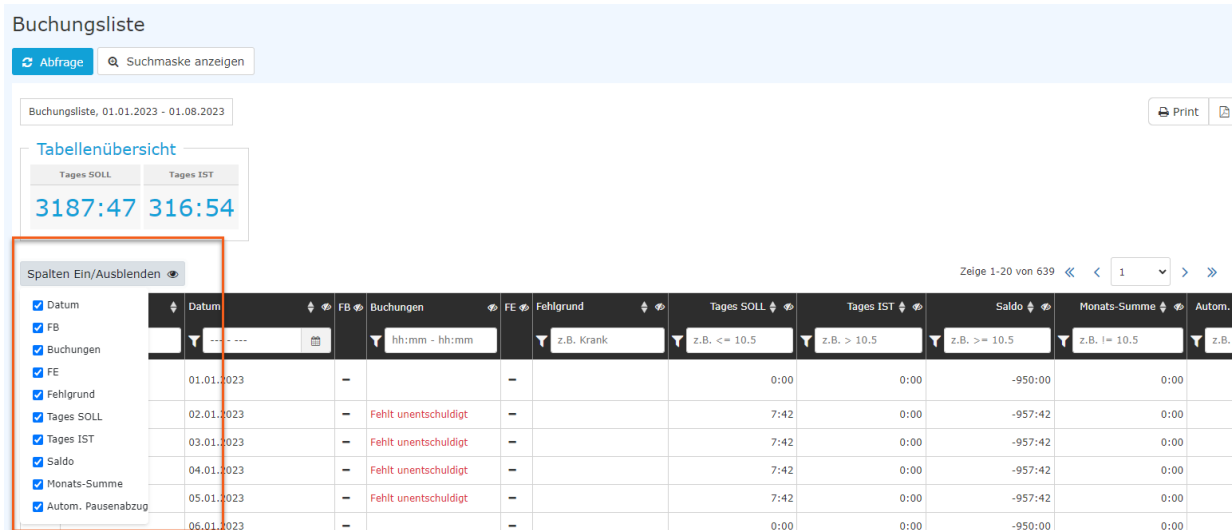 Buchungsliste
Abfrage Suchmaske anzeigen
Buchungsliste, 01.01.2023 - 01.08.2023
Print
Tabellenübersicht
Tages SOLL Tages IST
3187:47 316:54
Spalten Ein/Ausblenden
Zeige 1-20 von 639 « < 1 > »
Datum
FB
Buchungen
FE
Fehlgrund
Tages SOLL
Tages IST
Saldo
Monats-Summe
Autom. Pausenabzug
Datum FB Buchungen FE Fehlgrund Tages SOLL Tages IST Saldo Monats-Summe Autom.
-- - --- hh:mm - hh:mm z.B. Krank z.B. <= 10.5 z.B. > 10.5 z.B. >= 10.5 z.B. != 10.5 z.B.
01.01.2023 – – 0:00 0:00 -950:00 0:00
02.01.2023 – Fehlt unentschuldigt – 7:42 0:00 -957:42 0:00
03.01.2023 – Fehlt unentschuldigt – 7:42 0:00 -957:42 0:00
04.01.2023 – Fehlt unentschuldigt – 7:42 0:00 -957:42 0:00
05.01.2023 – Fehlt unentschuldigt – 7:42 0:00 -957:42 0:00
06.01.2023 – – 0:00 0:00 -950:00 0:00